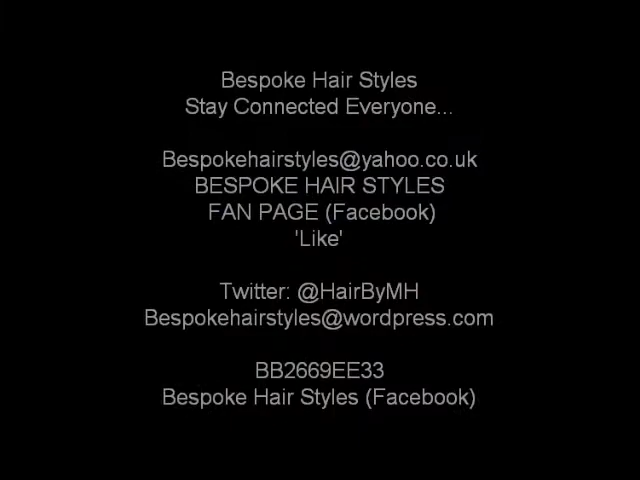 Bespoke Hair Styles
Stay Connected Everyone...
Bespokehairstyles@yahoo.co.uk
BESPOKE HAIR STYLES
FAN PAGE (Facebook)
'Like'
Twitter: @HairByMH
Bespokehairstyles@wordpress.com
BB2669EE33
Bespoke Hair Styles (Facebook)